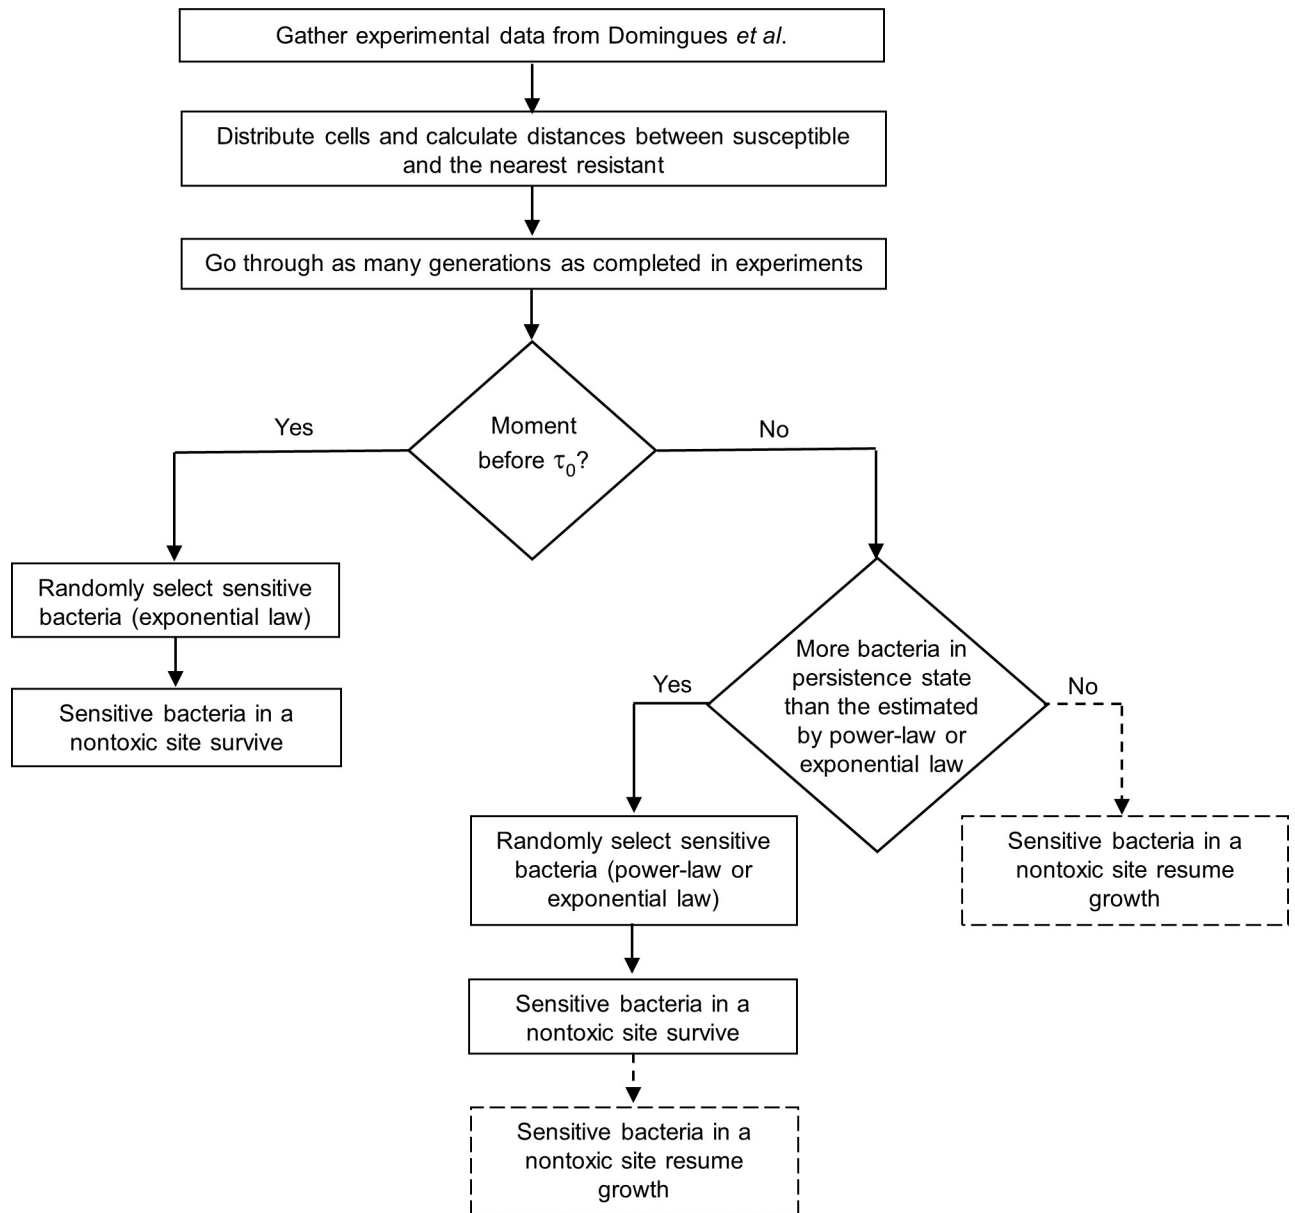 Gather experimental data from Domingues et al.
Distribute cells and calculate distances between susceptible
and the nearest resistant
Go through as many generations as completed in experiments
Moment
before τ0?
Yes
No
Randomly select sensitive
bacteria (exponential law)
Sensitive bacteria in a
nontoxic site survive
More bacteria in
persistence state
than the estimated
by power-law or
exponential law
Yes
No
Randomly select sensitive
bacteria (power-law or
exponential law)
Sensitive bacteria in a
nontoxic site resume
growth
Sensitive bacteria in a
nontoxic site survive
Sensitive bacteria in a
nontoxic site resume
growth